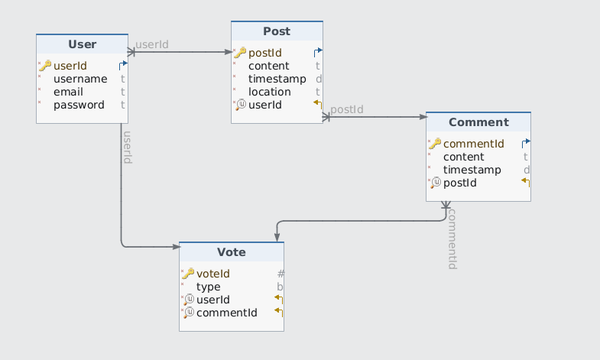 User
userId
username t
email t
password t
userId
Post
postId
content t
timestamp d
location t
userId
postId
Comment
commentId
content t
timestamp d
postId
userId
commentId
Vote
voteId #
type b
userId
commentId